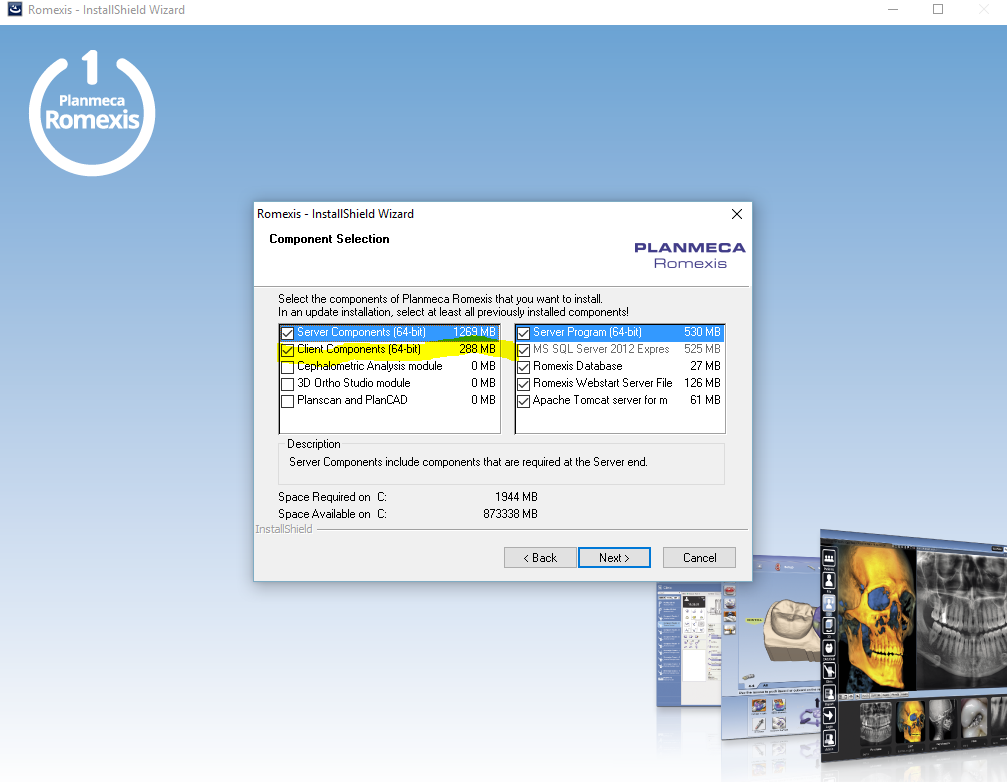 Romexis - InstallShield Wizard
1
Planmeca
Romexis
Romexis - InstallShield Wizard
Component Selection
PLANMECA
Romexis
Select the components of Planmeca Romexis that you want to install.
In an update installation, select at least all previously installed components!
Server Components (64-bit) 1269 MB
Client Components (64-bit) 288 MB
Cephalometric Analysis module 0 MB
3D Ortho Studio module 0 MB
Planscan and PlanCAD 0 MB
Server Program (64-bit) 530 MB
MS SQL Server 2012 Expres 525 MB
Romexis Database 27 MB
Romexis Webstart Server File 126 MB
Apache Tomcat server for m 61 MB
Description
Server Components include components that are required at the Server end.
Space Required on C: 1944 MB
Space Available on C: 873338 MB
InstallShield
< Back
Next >
Cancel